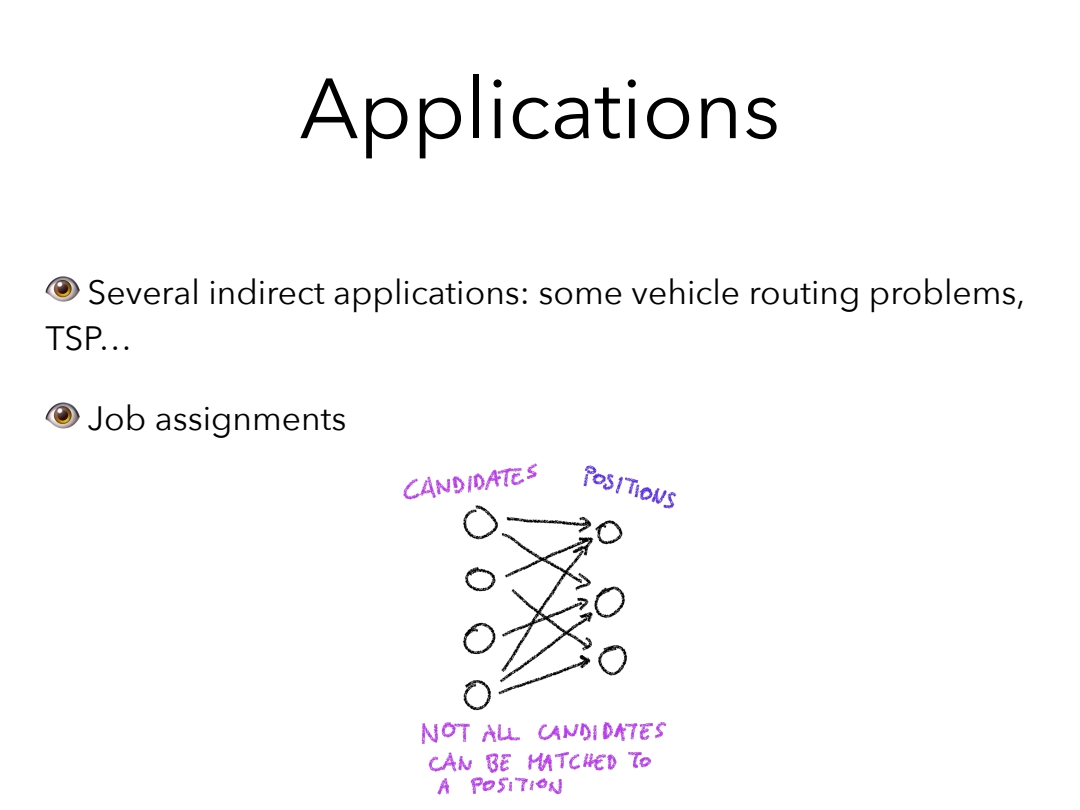 Applications
👁 Several indirect applications: some vehicle routing problems,
TSP…
👁 Job assignments
CANDIDATES POSITIONS
NOT ALL CANDIDATES
CAN BE MATCHED TO
A POSITION